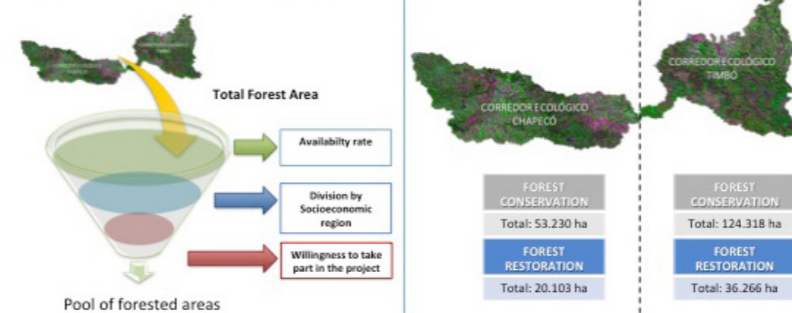 Total Forest Area
Availabilty rate
Division by
Socioeconomic
region
Willingness to take
part in the project
Pool of forested areas
CORREDOR ECOLÓGICO
CHAPECÓ
CORREDOR ECOLÓGICO
TIMBÓ
FOREST
CONSERVATION
Total: 53.230 ha
FOREST
RESTORATION
Total: 20.103 ha
FOREST
CONSERVATION
Total: 124.318 ha
FOREST
RESTORATION
Total: 36.266 ha